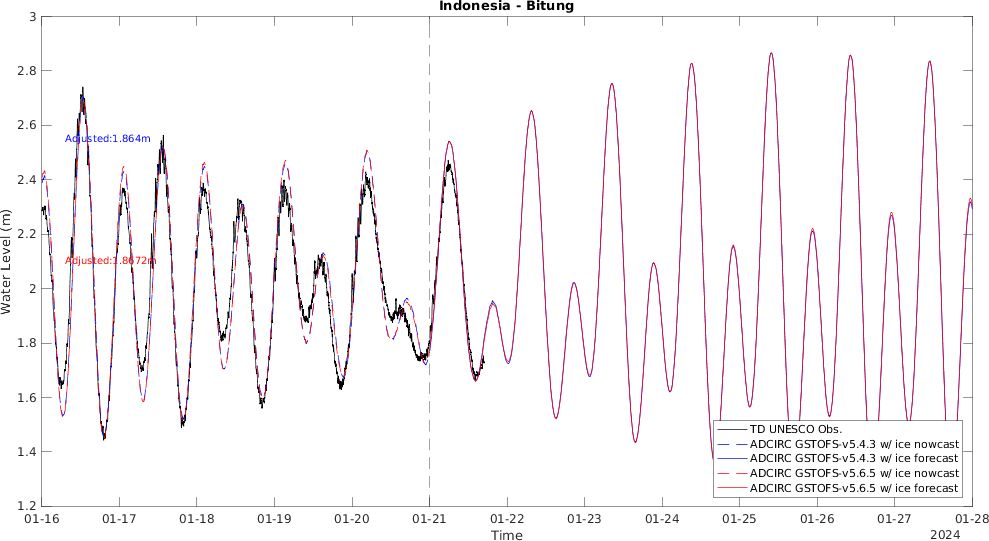 Indonesia - Bitung
3
2.8
2.6
2.4
2.2
2
1.8
1.6
1.4
1.2
Water Level (m)
Adjusted:1.864m
Adjusted:1.8672m
TD UNESCO Obs.
ADCIRC GSTOFS-v5.4.3 w/ ice nowcast
ADCIRC GSTOFS-v5.4.3 w/ ice forecast
ADCIRC GSTOFS-v5.6.5 w/ ice nowcast
ADCIRC GSTOFS-v5.6.5 w/ ice forecast
01-16 01-17 01-18 01-19 01-20 01-21 01-22 01-23 01-24 01-25 01-26 01-27 01-28
Time
2024